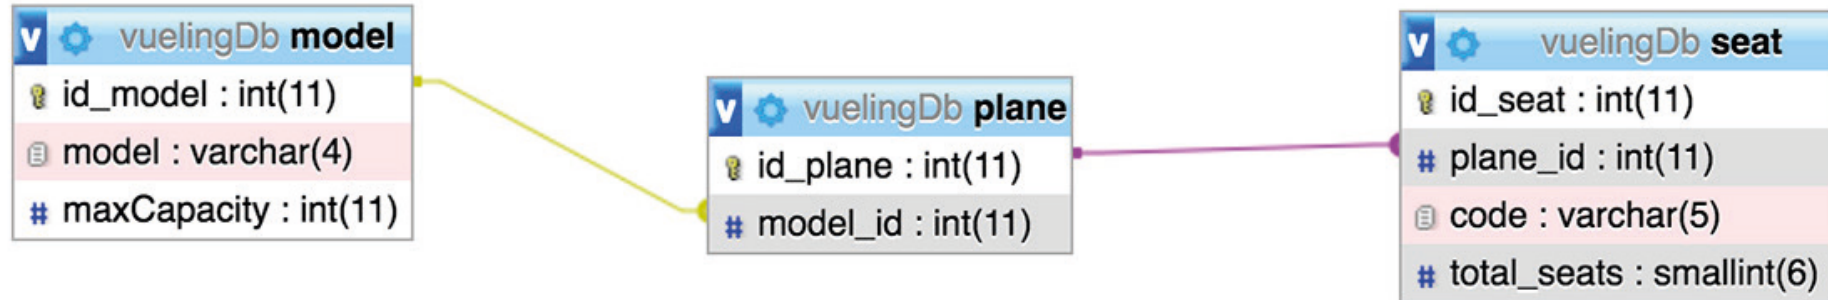 v vuelingDb model
id_model : int(11)
model : varchar(4)
# maxCapacity : int(11)
v vuelingDb plane
id_plane : int(11)
# model_id : int(11)
v vuelingDb seat
id_seat : int(11)
# plane_id : int(11)
code : varchar(5)
# total_seats : smallint(6)